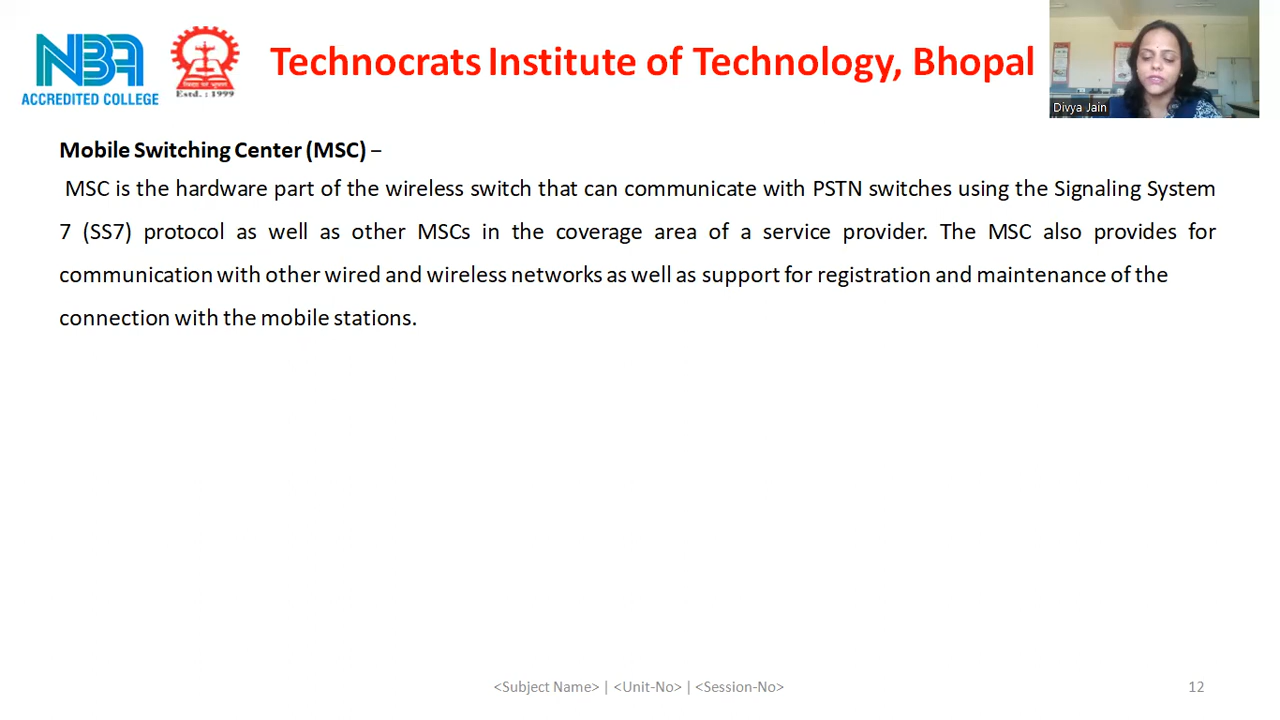 NBA
ACCREDITED COLLEGE
Estd. : 1999
Technocrats Institute of Technology, Bhopal
Divya Jain
Mobile Switching Center (MSC) –
MSC is the hardware part of the wireless switch that can communicate with PSTN switches using the Signaling System
7 (SS7) protocol as well as other MSCs in the coverage area of a service provider. The MSC also provides for
communication with other wired and wireless networks as well as support for registration and maintenance of the
connection with the mobile stations.
<Subject Name> | <Unit-No> | <Session-No>
12